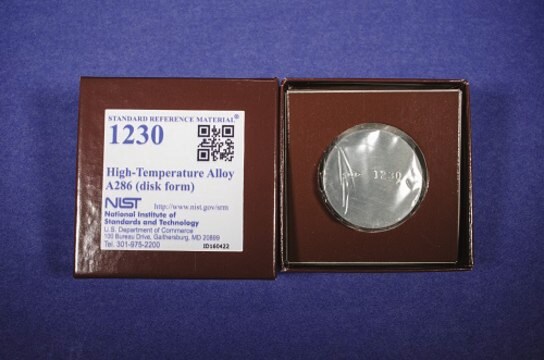 STANDARD REFERENCE MATERIAL®
1230
High-Temperature Alloy
A286 (disk form)
NIST http://www.nist.gov/srm
National Institute of
Standards and Technology
U.S. Department of Commerce
100 Bureau Drive, Gaithersburg, MD 20899
Tel. 301-975-2200 ID160422
1230